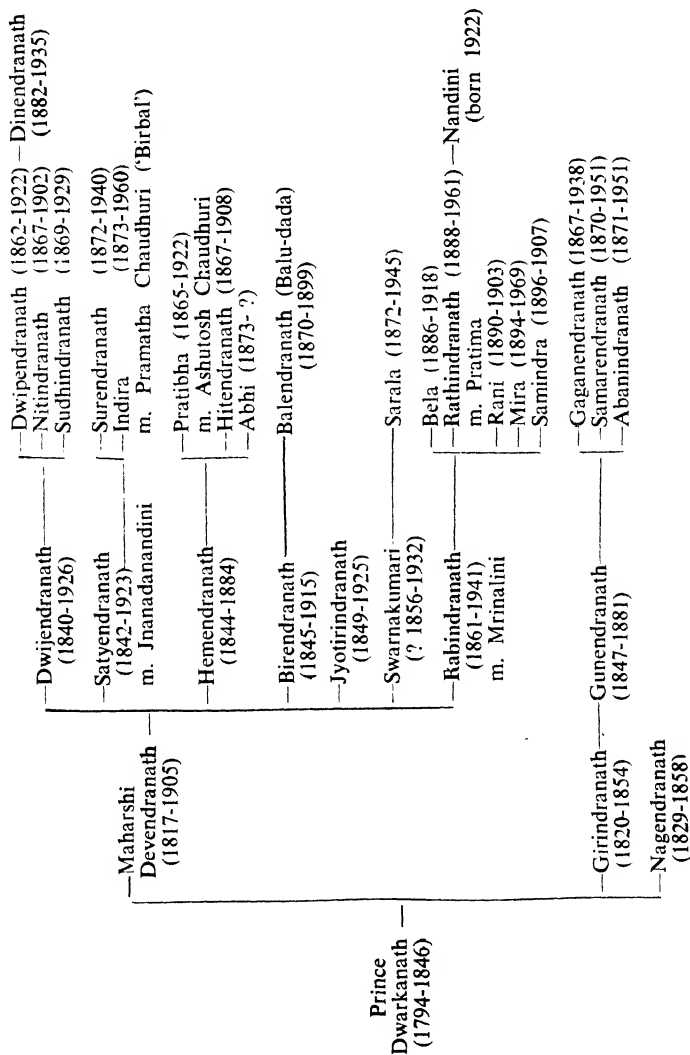 Prince
Dwarkanath
(1794-1846)
Maharshi
Devendranath
(1817-1905)
Girindranath
(1820-1854)
Nagendranath
(1829-1858)
Dwijendranath
(1840-1926)
Satyendranath
(1842-1923)
m. Jnanadanandini
Hemendranath
(1844-1884)
Birendranath
(1845-1915)
Jyotirindranath
(1849-1925)
Swarnakumari
(? 1856-1932)
Rabindranath
(1861-1941)
m. Mrinalini
Gunendranath
(1847-1881)
Dwipendranath (1862-1922)
Nitindranath (1867-1902)
Sudhindranath (1869-1929)
Surendranath (1872-1940)
Indira (1873-1960)
m. Pramatha Chaudhuri ('Birbal')
Pratibha (1865-1922)
m. Ashutosh Chaudhuri
Hitendranath (1867-1908)
Abhi (1873- ?)
Balendranath (Balu-dada)
(1870-1899)
Sarala (1872-1945)
Bela (1886-1918)
Rathindranath (1888-1961)
m. Pratima
Rani (1890-1903)
Mira (1894-1969)
Samindra (1896-1907)
Gaganendranath (1867-1938)
Samarendranath (1870-1951)
Abanindranath (1871-1951)
Dinendranath
(1882-1935)
Nandini
(born 1922)